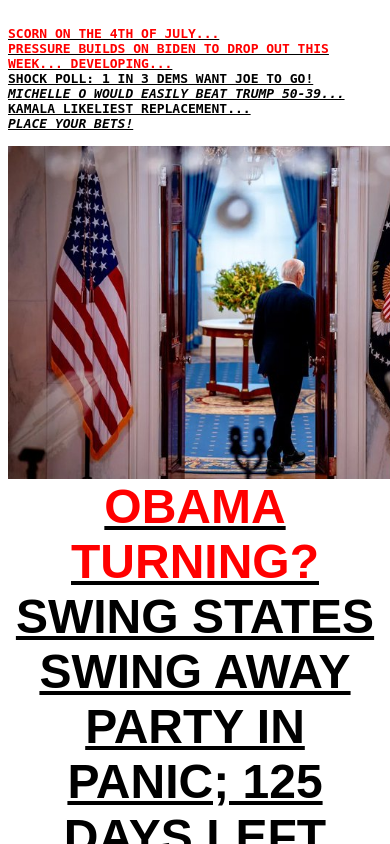 SCORN ON THE 4TH OF JULY...
PRESSURE BUILDS ON BIDEN TO DROP OUT THIS
WEEK... DEVELOPING...
SHOCK POLL: 1 IN 3 DEMS WANT JOE TO GO!
MICHELLE O WOULD EASILY BEAT TRUMP 50-39...
KAMALA LIKELIEST REPLACEMENT...
PLACE YOUR BETS!
OBAMA
TURNING?
SWING STATES
SWING AWAY
PARTY IN
PANIC; 125
DAYS LEFT